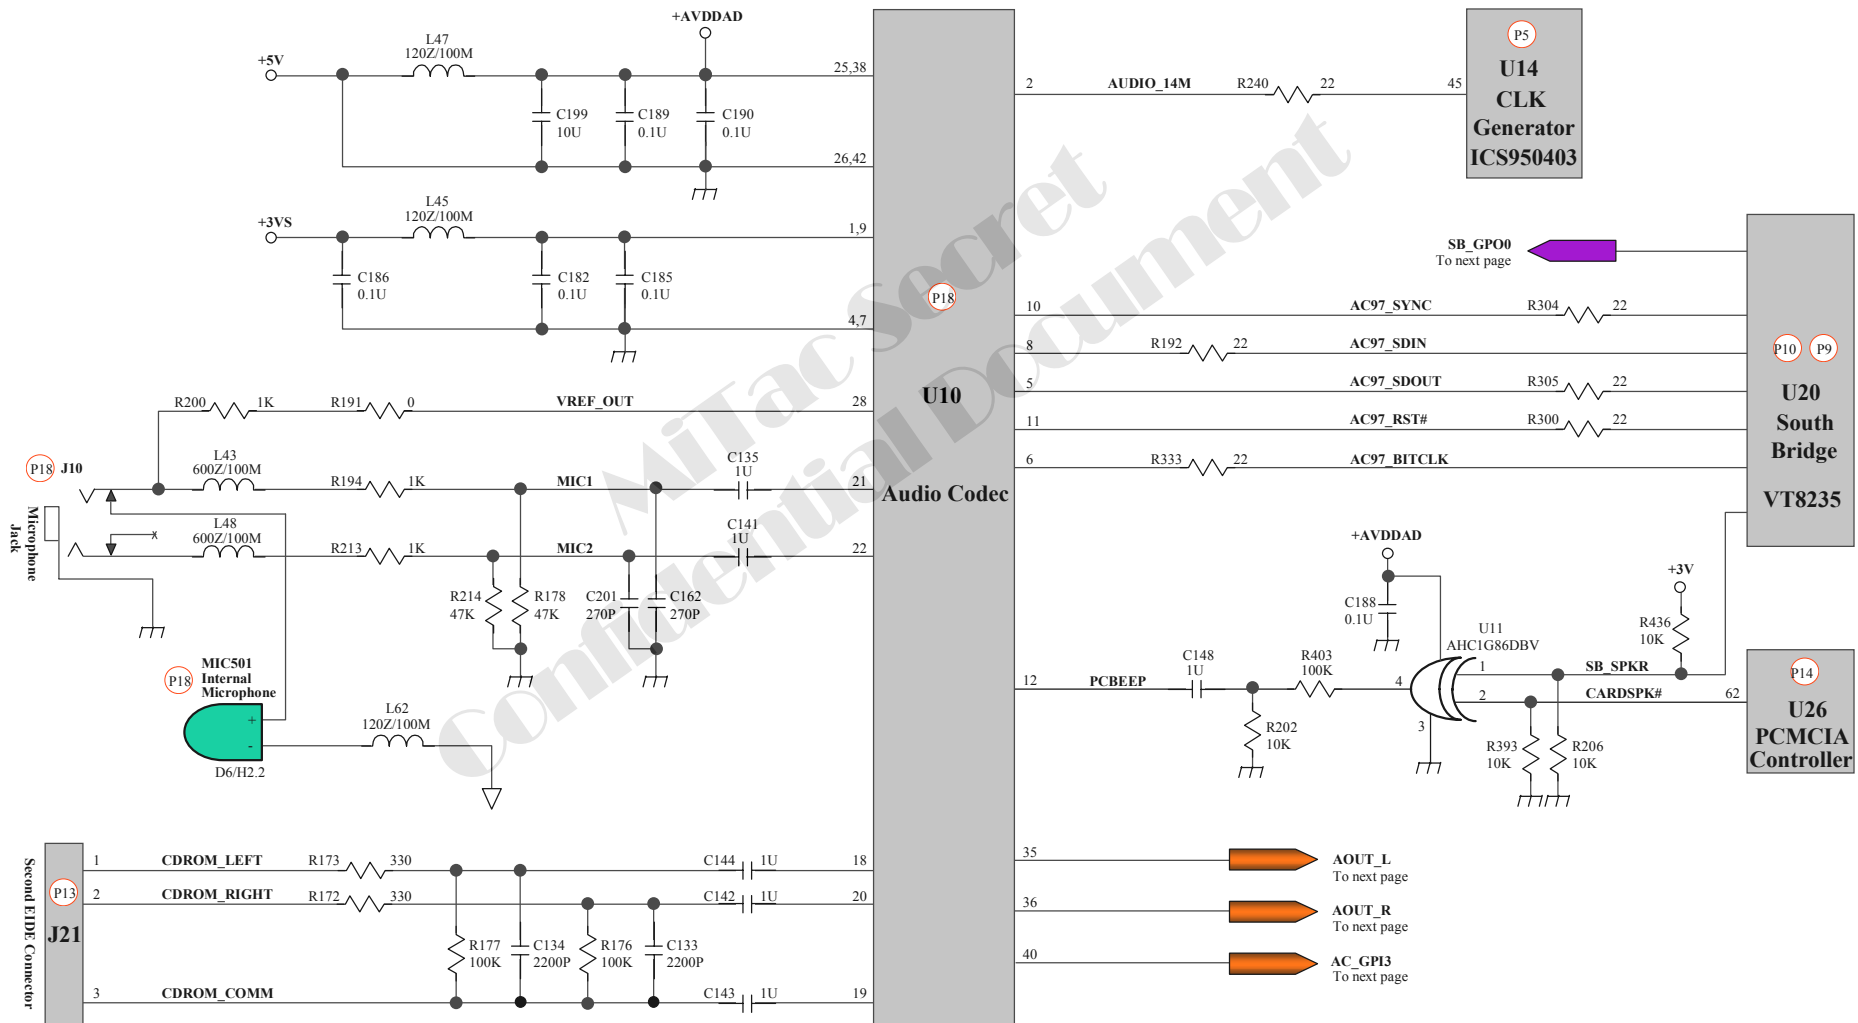 +AVDDAD
L47
120Z/100M
+5V
25,38
C199
10U
C189
0.1U
C190
0.1U
26,42
L45
120Z/100M
+3VS
1,9
C186
0.1U
C182
0.1U
C185
0.1U
4,7
R200
1K
R191
0
VREF_OUT
28
P18
J10
L43
600Z/100M
R194
1K
MIC1
C135
1U
21
Microphone
Jack
L48
600Z/100M
R213
1K
MIC2
C141
1U
22
R214
47K
R178
47K
C201
270P
C162
270P
P18
MIC501
Internal
Microphone
+
-
D6/H2.2
L62
120Z/100M
Second EIDE Connector
P13
J21
1
CDROM_LEFT
R173
330
C144
1U
18
2
CDROM_RIGHT
R172
330
C142
1U
20
R177
100K
C134
2200P
R176
100K
C133
2200P
3
CDROM_COMM
C143
1U
19
P18
U10
Audio Codec
2
AUDIO_14M
R240
22
45
P5
U14
CLK
Generator
ICS950403
SB_GPO0
To next page
10
AC97_SYNC
R304
22
8
R192
22
AC97_SDIN
5
AC97_SDOUT
R305
22
11
AC97_RST#
R300
22
6
R333
22
AC97_BITCLK
P10
P9
U20
South
Bridge
VT8235
+AVDDAD
C188
0.1U
U11
AHC1G86DBV
+3V
R436
10K
12
PCBEEP
C148
1U
R403
100K
4
1
SB_SPKR
2
CARDSPK#
62
3
R202
10K
R393
10K
R206
10K
P14
U26
PCMCIA
Controller
35
AOUT_L
To next page
36
AOUT_R
To next page
40
AC_GPI3
To next page
MiTac Secret
Confidential Document